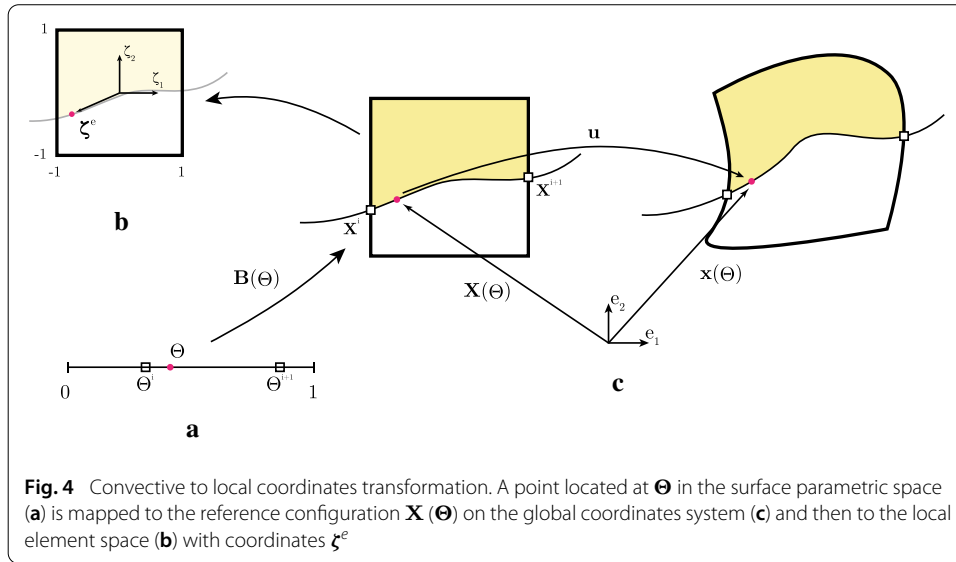 1
ζ₂
ζ₁
ζᵉ
-1
-1
1
b
u
Xⁱ⁺¹
Xⁱ
B(Θ)
X(Θ)
x(Θ)
e₂
e₁
Θ
Θⁱ
Θⁱ⁺¹
0
1
a
c
Fig. 4 Convective to local coordinates transformation. A point located at Θ in the surface parametric space
(a) is mapped to the reference configuration X (Θ) on the global coordinates system (c) and then to the local
element space (b) with coordinates ζᵉ